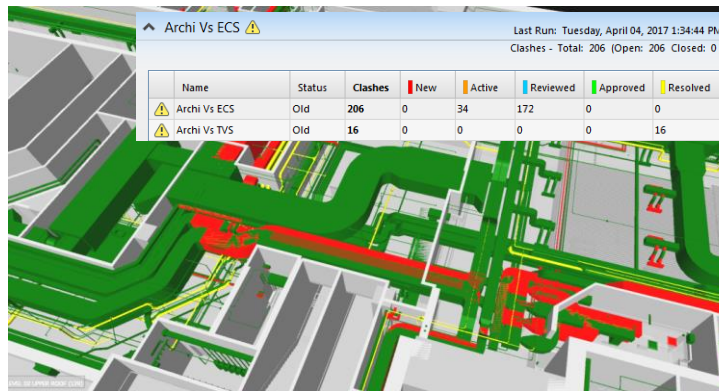 Archi Vs ECS
Last Run: Tuesday, April 04, 2017 1:34:44 PM
Clashes - Total: 206 (Open: 206 Closed: 0
Name Status Clashes New Active Reviewed Approved Resolved
Archi Vs ECS Old 206 0 34 172 0 0
Archi Vs TVS Old 16 0 0 0 0 16